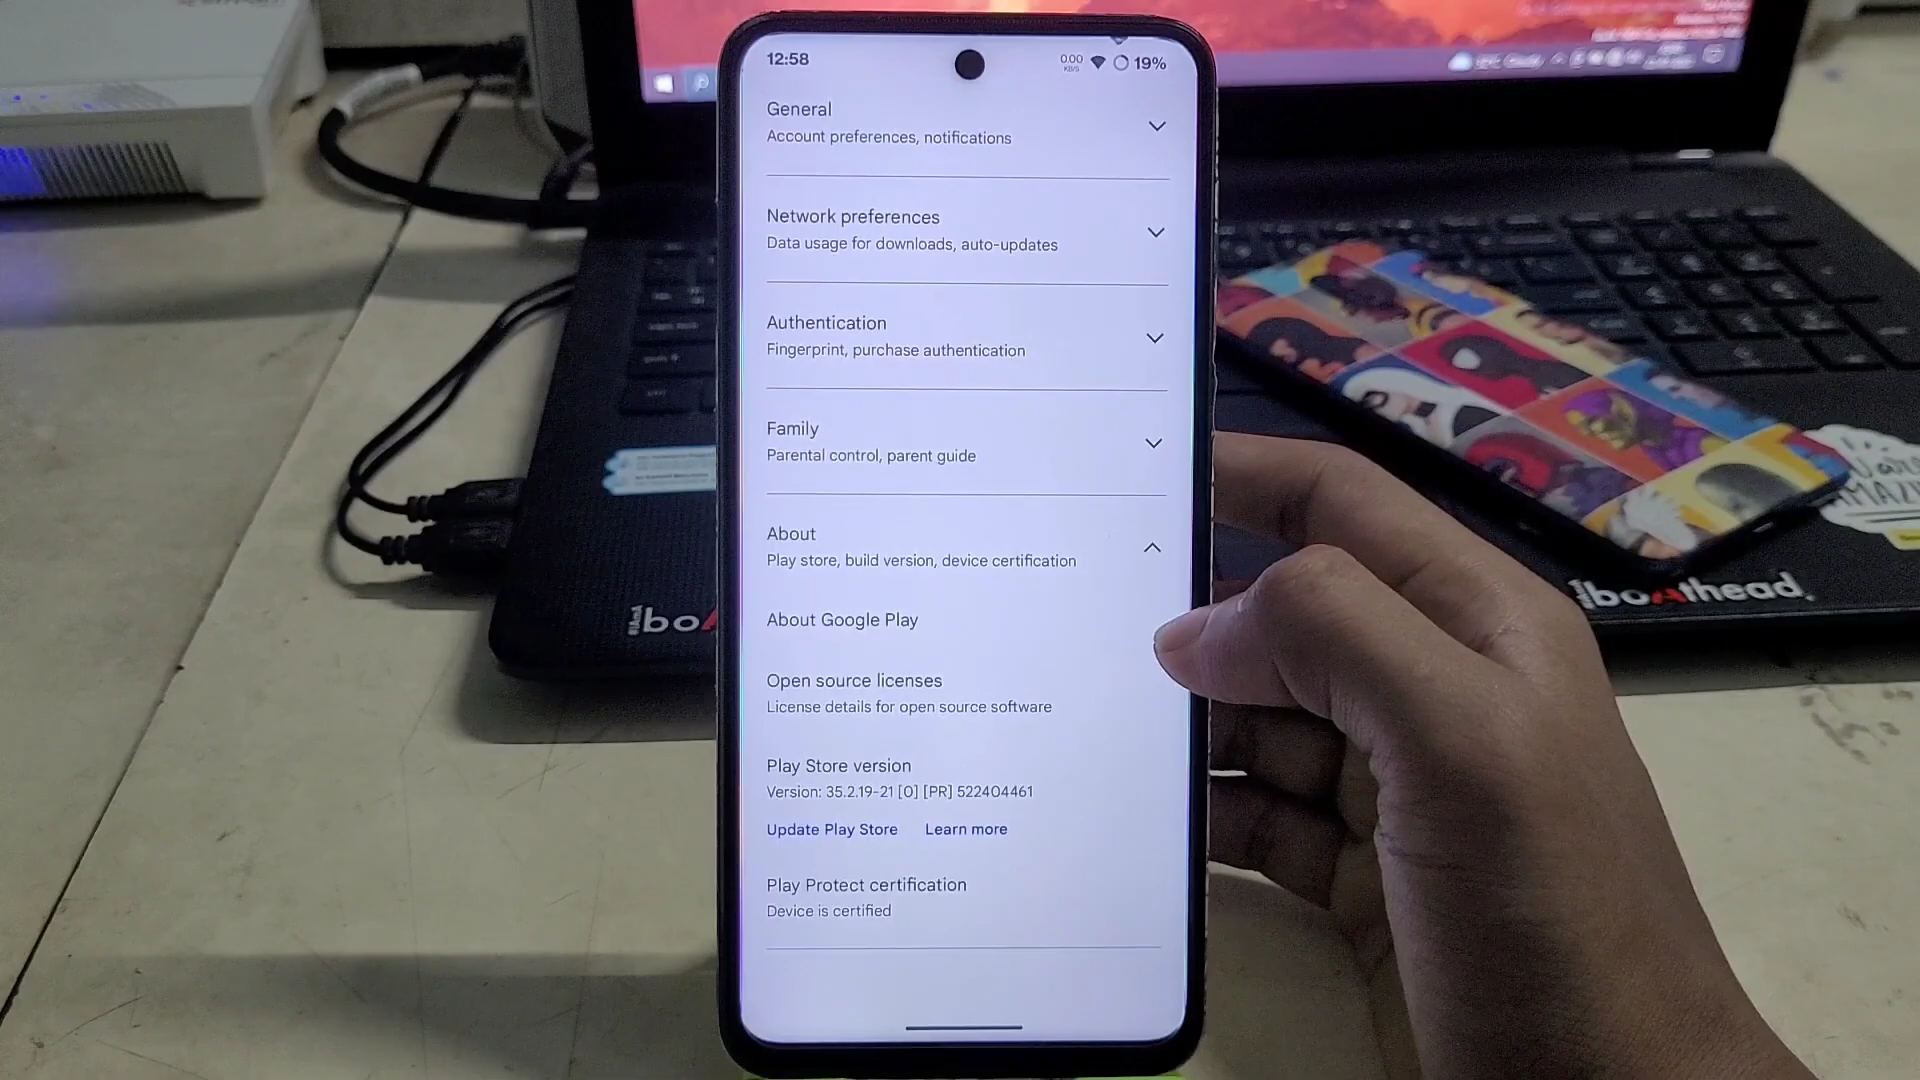 12:58
0.00
KB/S
19%
General
Account preferences, notifications
Network preferences
Data usage for downloads, auto-updates
Authentication
Fingerprint, purchase authentication
Family
Parental control, parent guide
About
Play store, build version, device certification
About Google Play
Open source licenses
License details for open source software
Play Store version
Version: 35.2.19-21 [0] [PR] 522404461
Update Play Store Learn more
Play Protect certification
Device is certified
boAthead